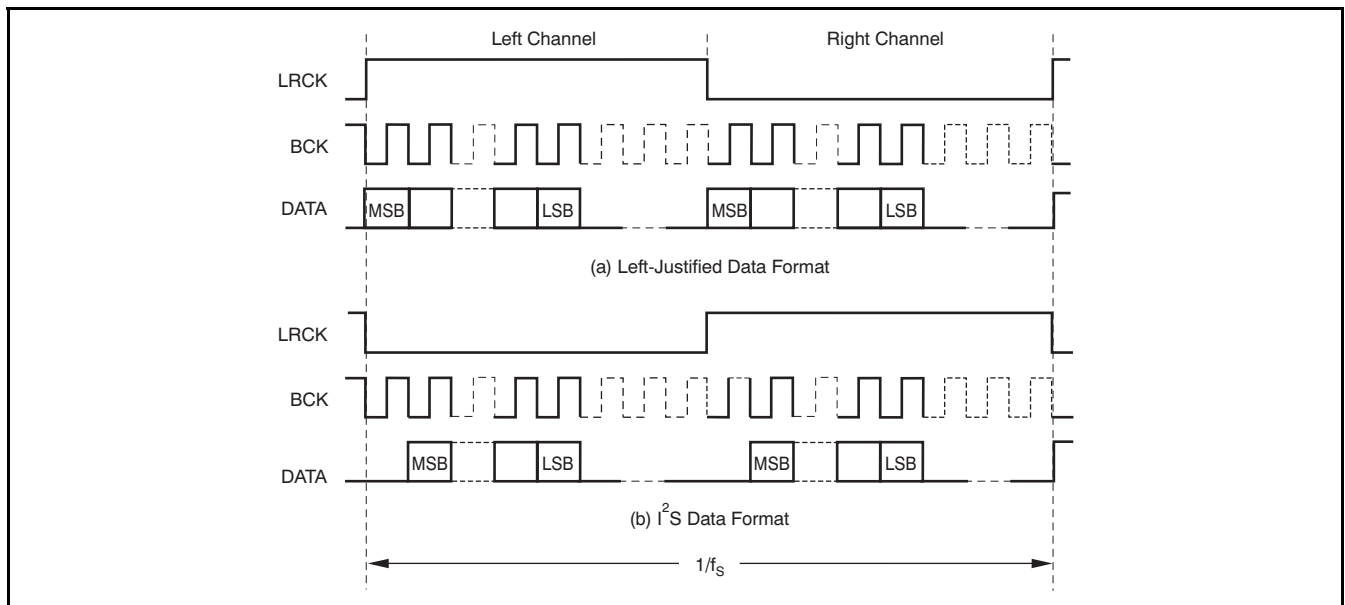 Left Channel Right Channel
LRCK
BCK
DATA MSB LSB MSB LSB
(a) Left-Justified Data Format
LRCK
BCK
DATA MSB LSB MSB LSB
(b) I²S Data Format
1/fS